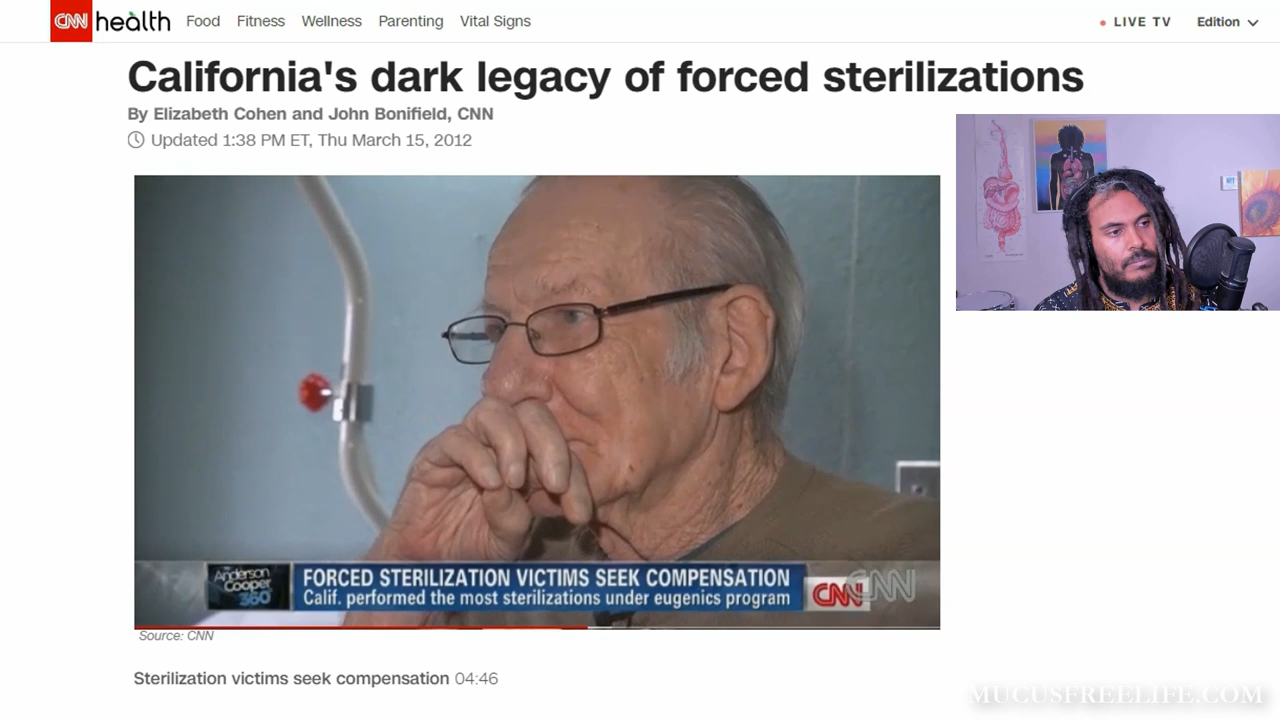 CNN health Food Fitness Wellness Parenting Vital Signs LIVE TV Edition
California's dark legacy of forced sterilizations
By Elizabeth Cohen and John Bonifield, CNN
Updated 1:38 PM ET, Thu March 15, 2012
Anderson
Cooper
360°
FORCED STERILIZATION VICTIMS SEEK COMPENSATION
Calif. performed the most sterilizations under eugenics program
CNN CNN
Source: CNN
Sterilization victims seek compensation 04:46
MUCUSFREELIFE.COM